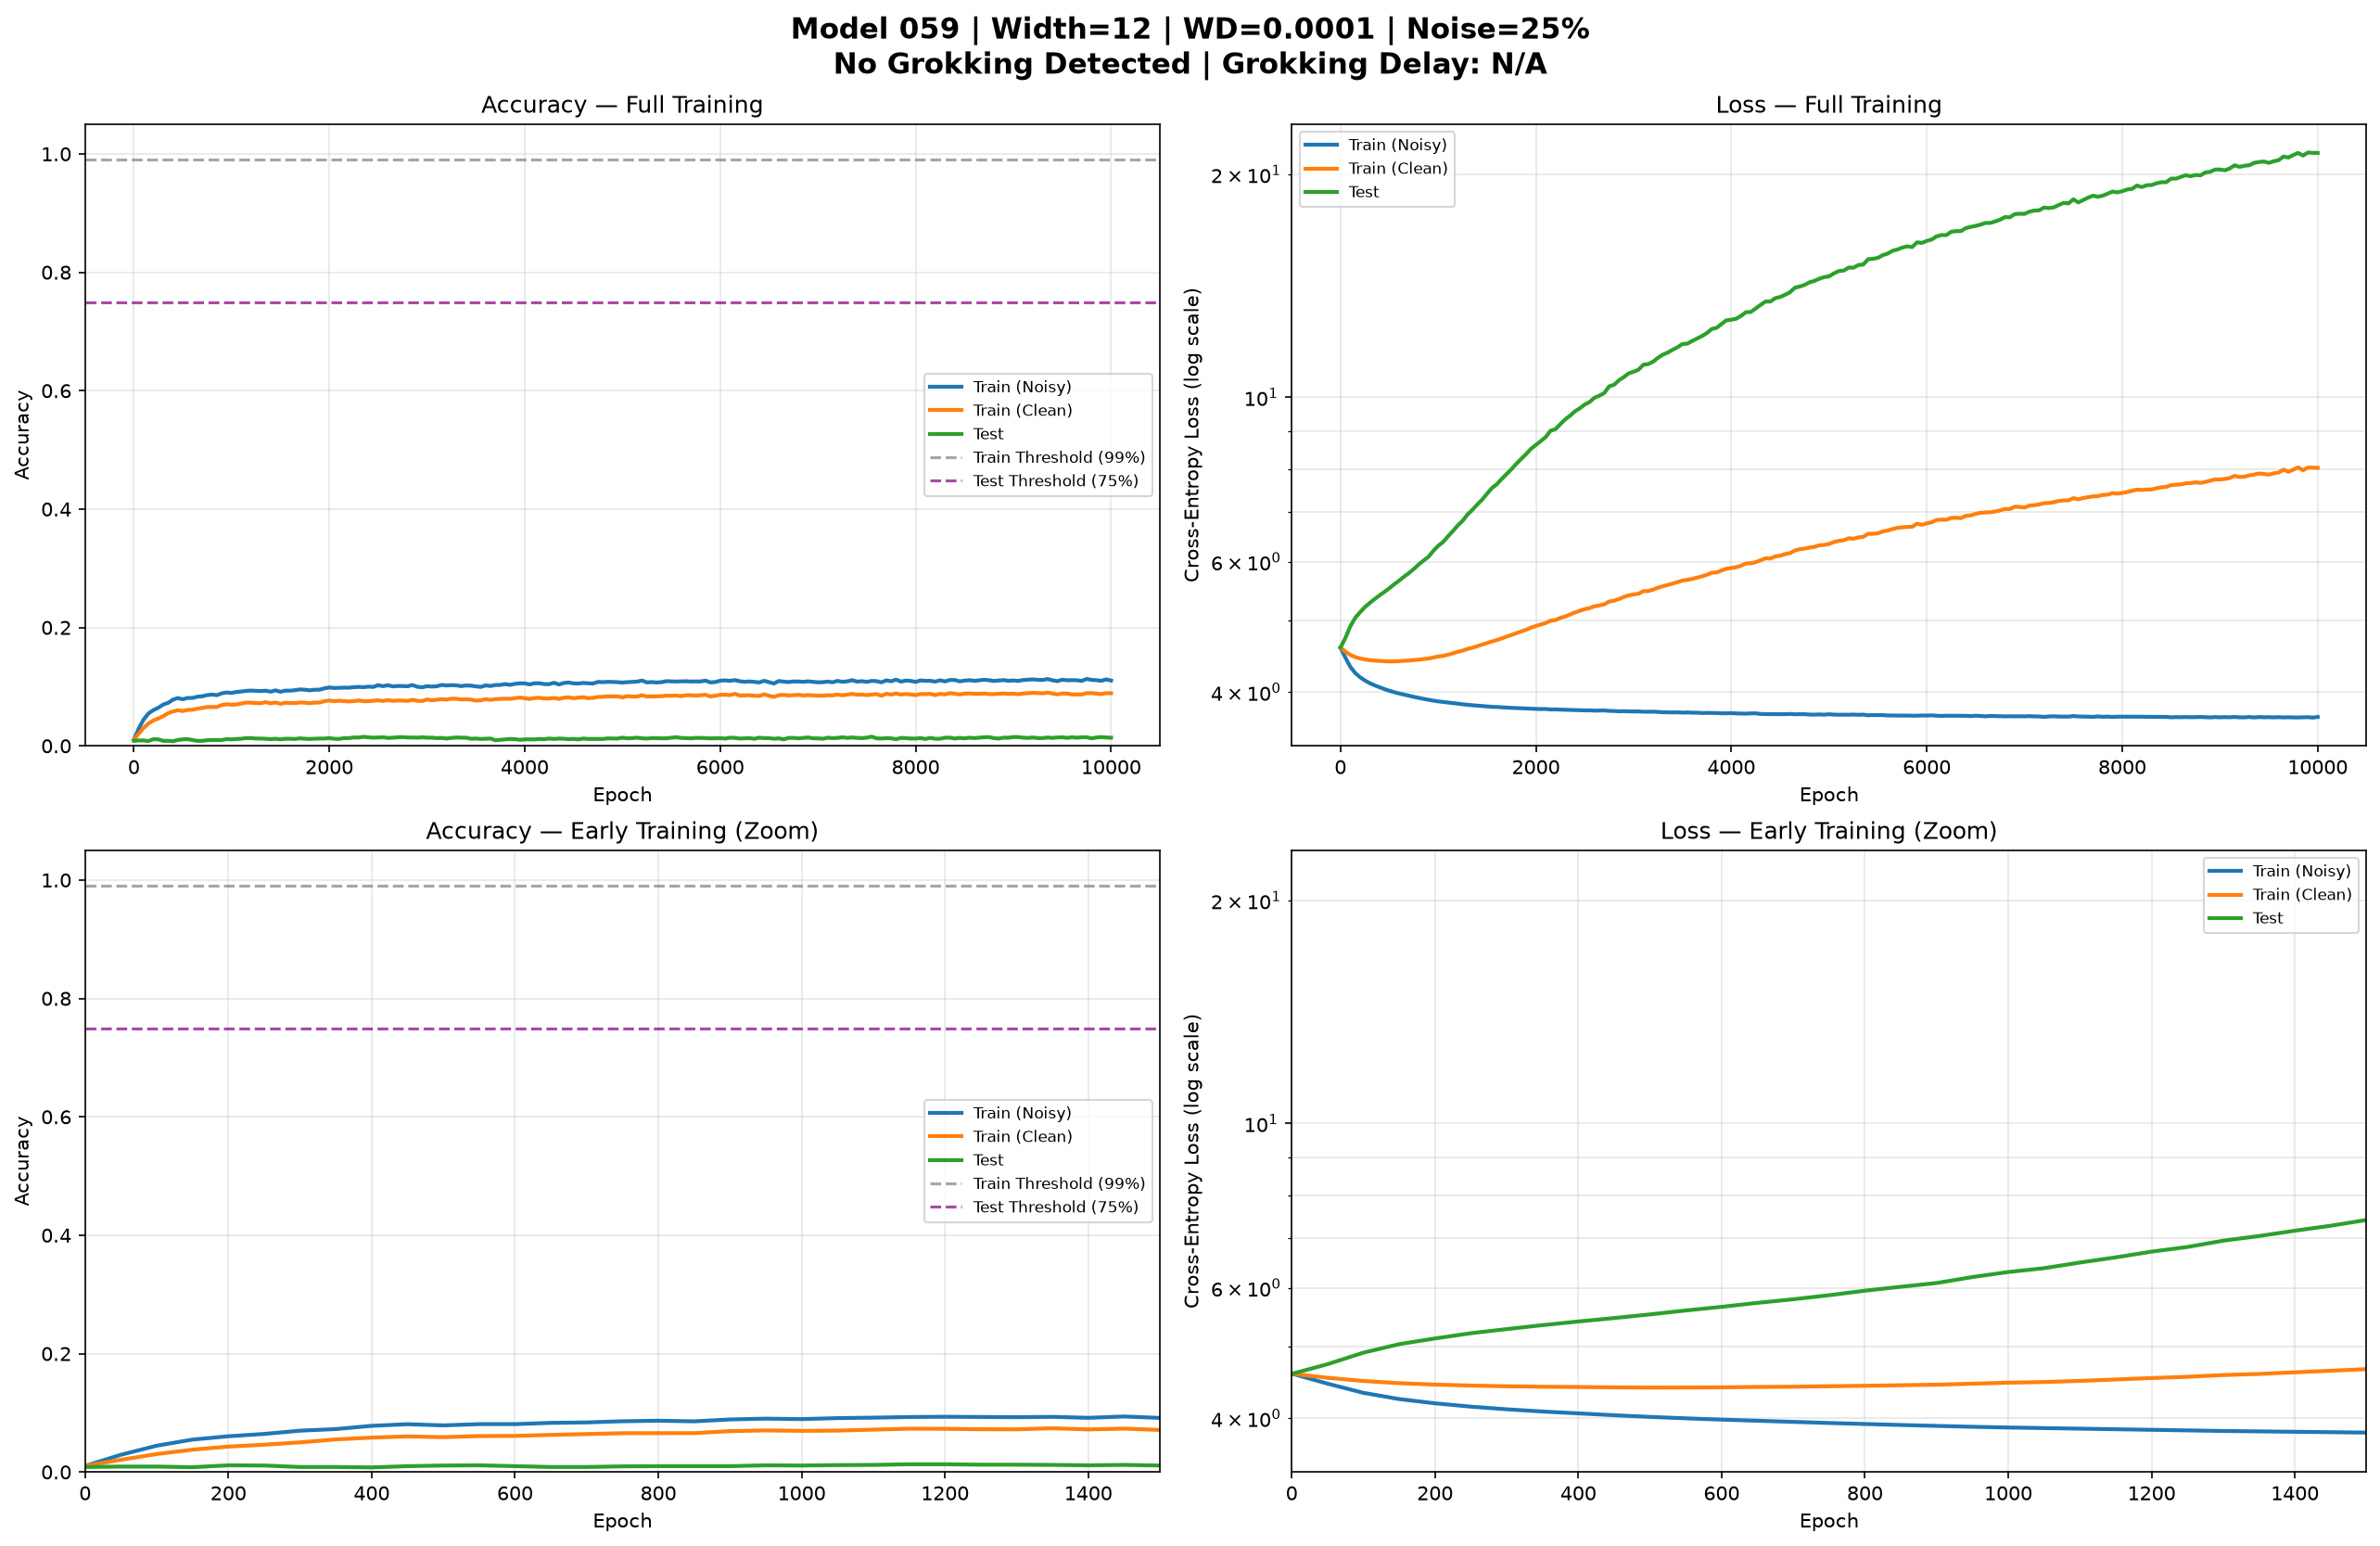 Model 059 | Width=12 | WD=0.0001 | Noise=25%
No Grokking Detected | Grokking Delay: N/A
Accuracy — Full Training
Accuracy
1.0
0.8
0.6
0.4
0.2
0.0
Train (Noisy)
Train (Clean)
Test
Train Threshold (99%)
Test Threshold (75%)
0 2000 4000 6000 8000 10000
Epoch
Loss — Full Training
Cross-Entropy Loss (log scale)
2 × 10¹
10¹
6 × 10⁰
4 × 10⁰
Train (Noisy)
Train (Clean)
Test
0 2000 4000 6000 8000 10000
Epoch
Accuracy — Early Training (Zoom)
Accuracy
1.0
0.8
0.6
0.4
0.2
0.0
Train (Noisy)
Train (Clean)
Test
Train Threshold (99%)
Test Threshold (75%)
0 200 400 600 800 1000 1200 1400
Epoch
Loss — Early Training (Zoom)
Cross-Entropy Loss (log scale)
2 × 10¹
10¹
6 × 10⁰
4 × 10⁰
Train (Noisy)
Train (Clean)
Test
0 200 400 600 800 1000 1200 1400
Epoch